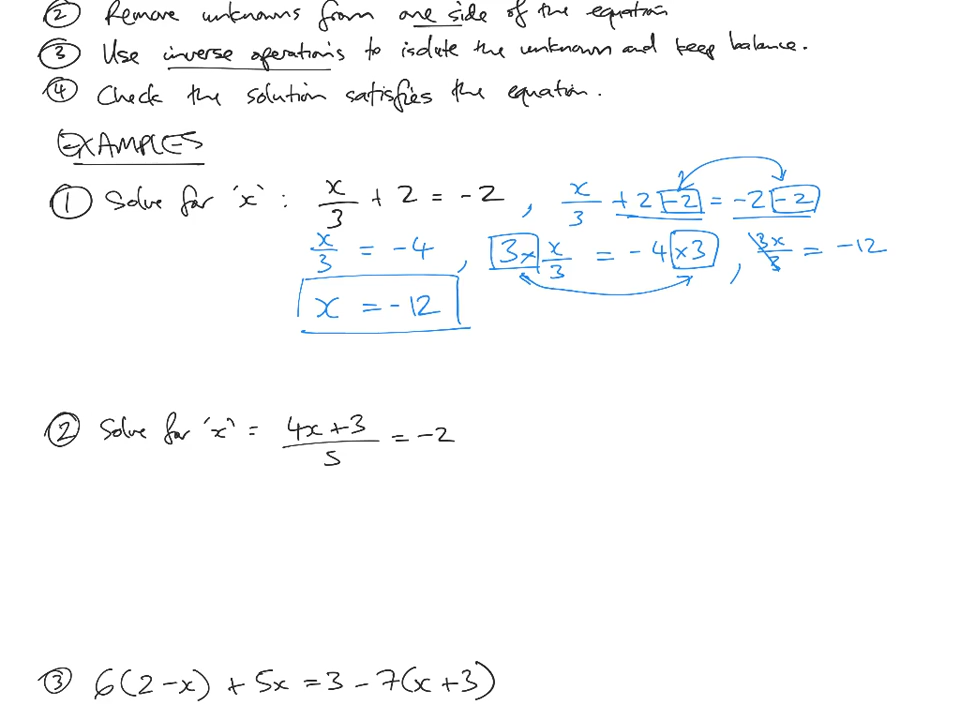 ② Remove unknowns from one side of the equation
③ Use inverse operations to isolate the unknown and keep balance.
④ Check the solution satisfies the equation.
EXAMPLES
① Solve for 'x': x/3 + 2 = -2, x/3 + 2 - 2 = -2 - 2
x/3 = -4, 3 × x/3 = -4 × 3, 3x/3 = -12
x = -12
② Solve for 'x' = (4x+3)/5 = -2
③ 6(2-x) + 5x = 3 - 7(x+3)